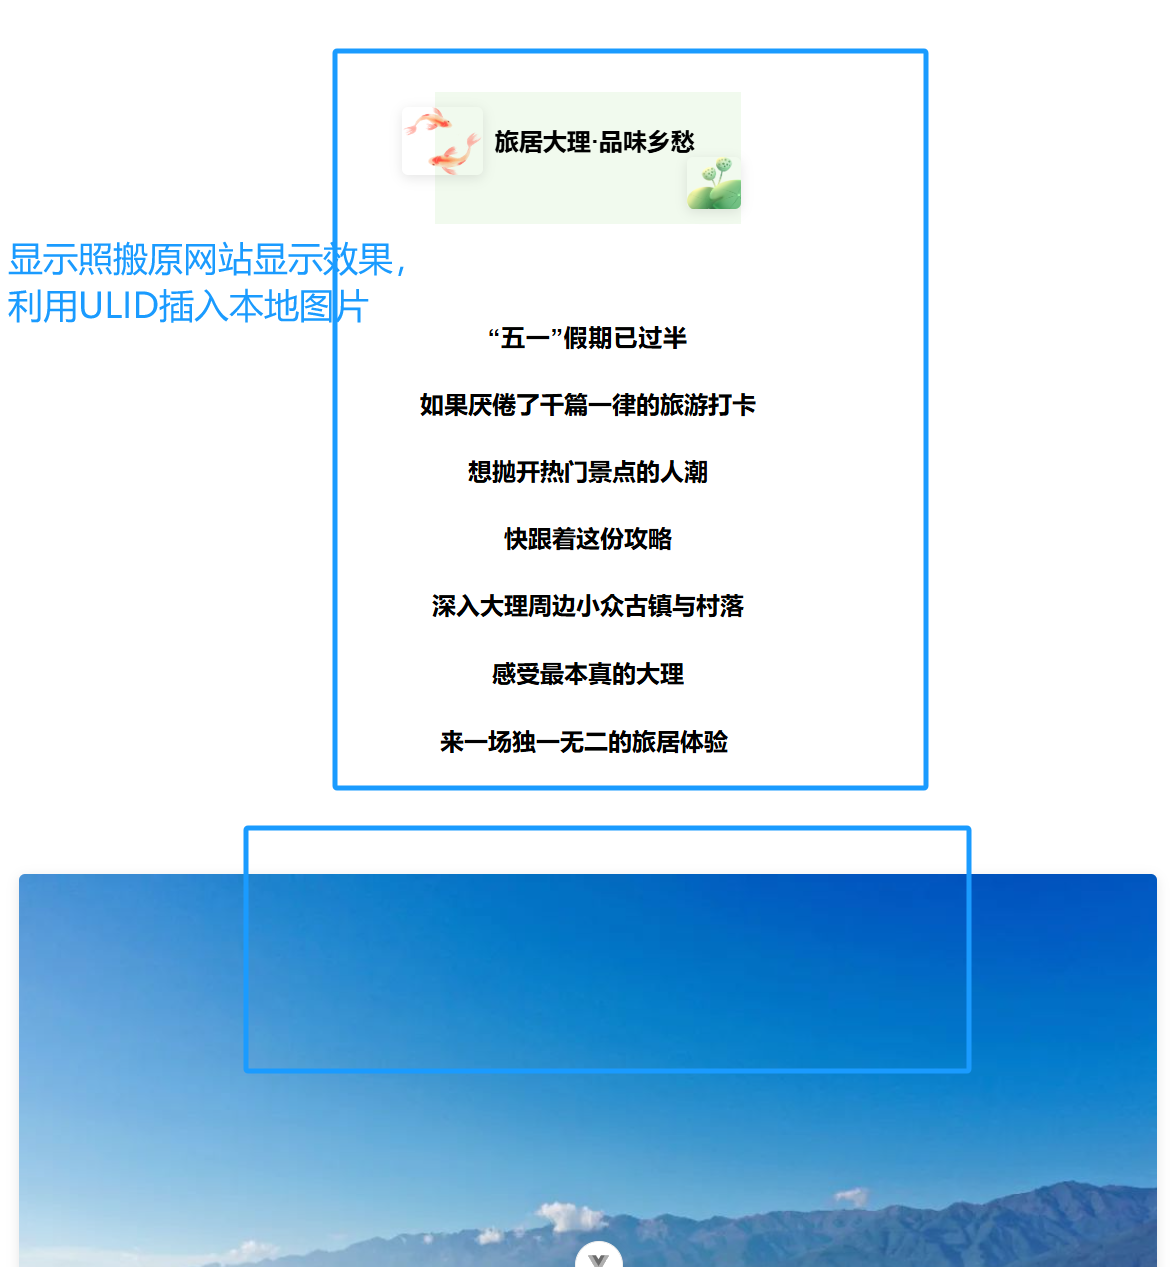 旅居大理·品味乡愁
显示照搬原网站显示效果，
利用ULID插入本地图片
“五一”假期已过半
如果厌倦了千篇一律的旅游打卡
想抛开热门景点的人潮
快跟着这份攻略
深入大理周边小众古镇与村落
感受最本真的大理
来一场独一无二的旅居体验